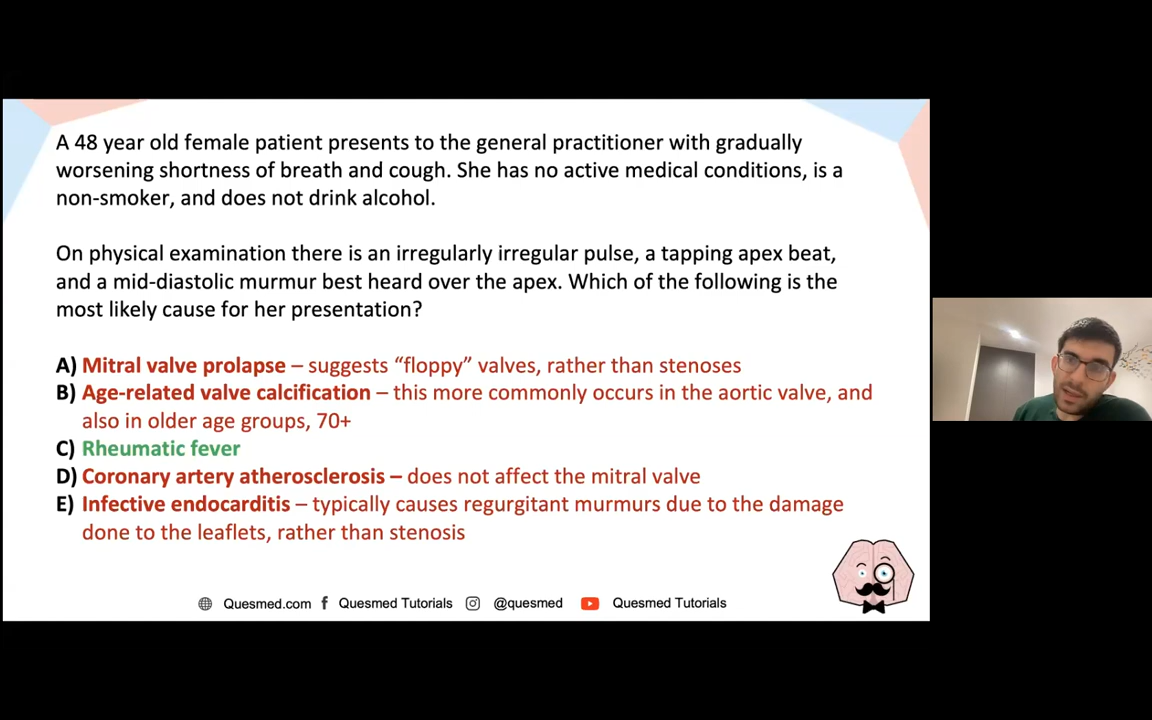 A 48 year old female patient presents to the general practitioner with gradually
worsening shortness of breath and cough. She has no active medical conditions, is a
non-smoker, and does not drink alcohol.
On physical examination there is an irregularly irregular pulse, a tapping apex beat,
and a mid-diastolic murmur best heard over the apex. Which of the following is the
most likely cause for her presentation?
A) Mitral valve prolapse – suggests “floppy” valves, rather than stenoses
B) Age-related valve calcification – this more commonly occurs in the aortic valve, and
also in older age groups, 70+
C) Rheumatic fever
D) Coronary artery atherosclerosis – does not affect the mitral valve
E) Infective endocarditis – typically causes regurgitant murmurs due to the damage
done to the leaflets, rather than stenosis
Quesmed.com f Quesmed Tutorials @quesmed Quesmed Tutorials